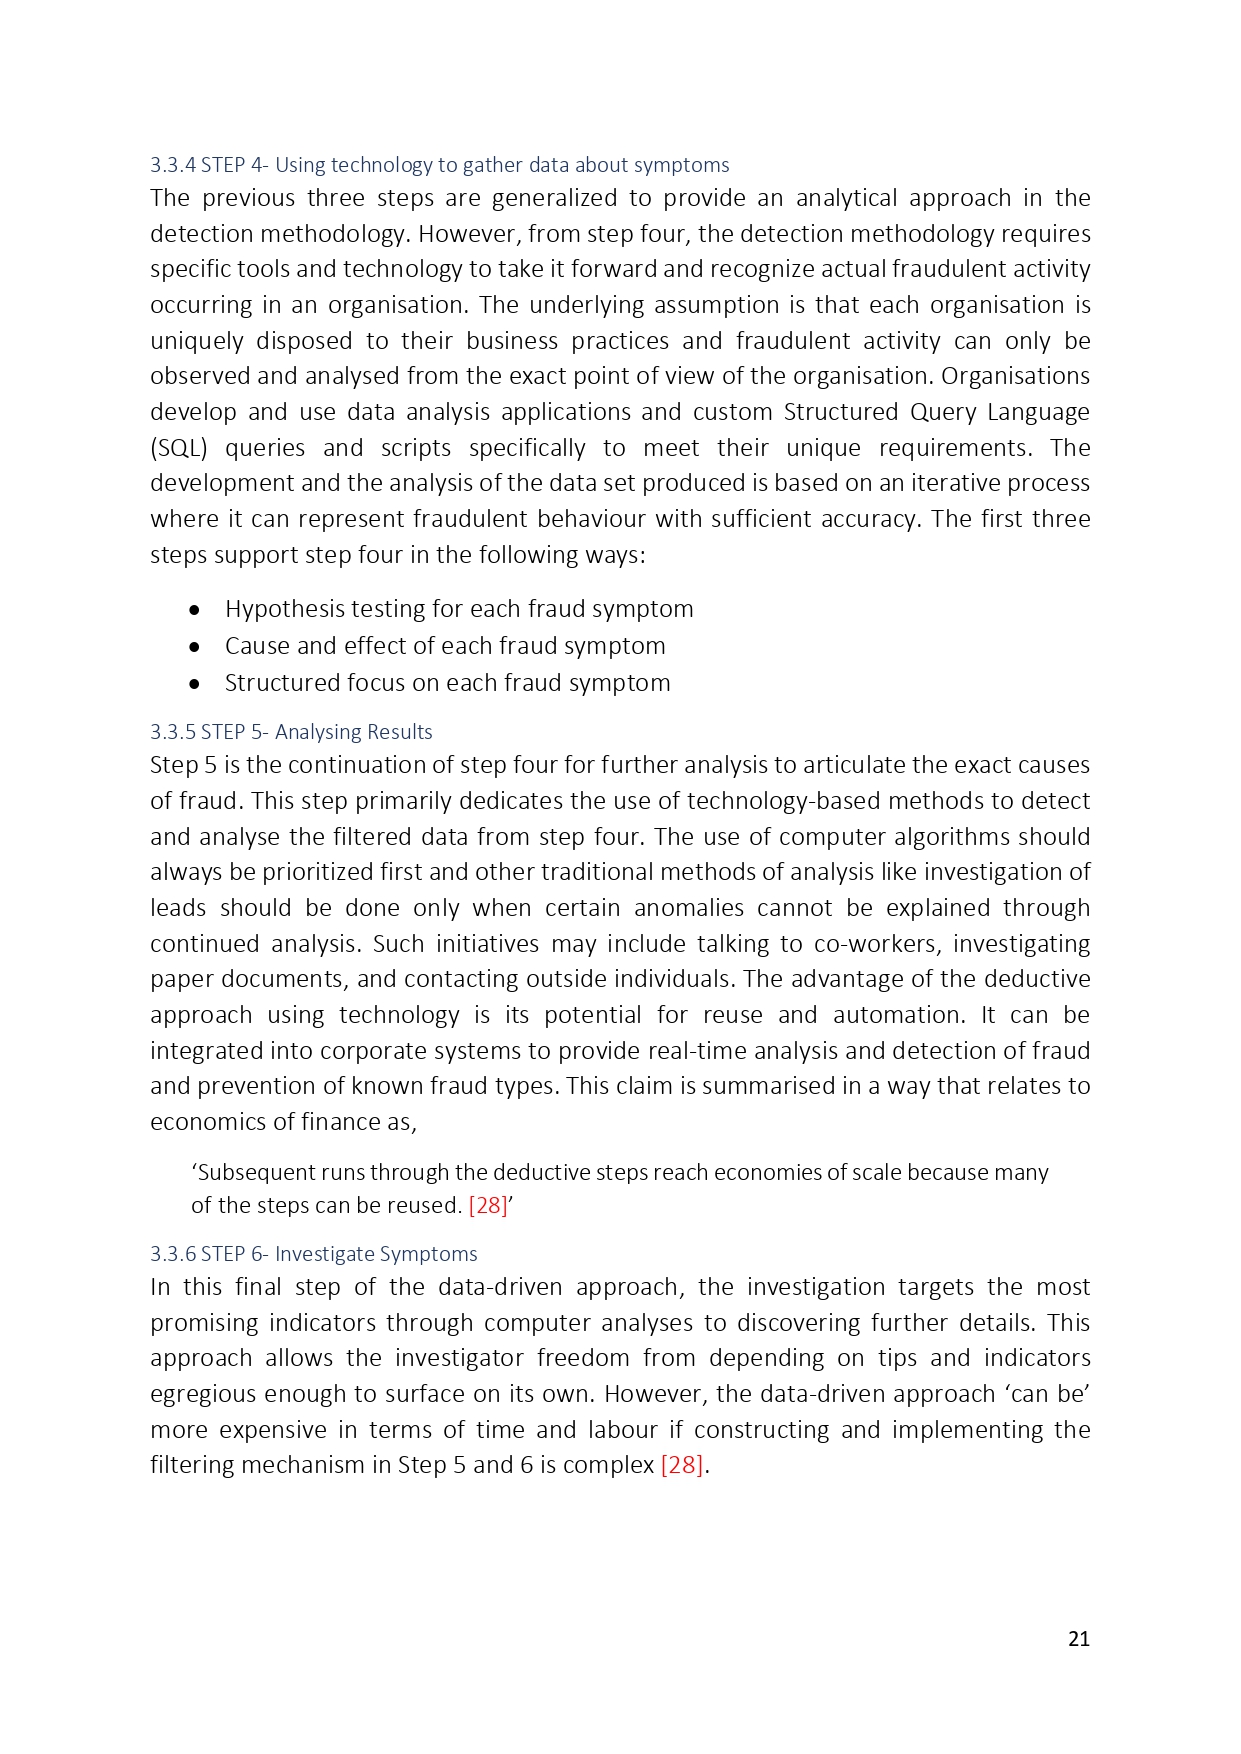 3.3.4 STEP 4- Using technology to gather data about symptoms
The previous three steps are generalized to provide an analytical approach in the
detection methodology. However, from step four, the detection methodology requires
specific tools and technology to take it forward and recognize actual fraudulent activity
occurring in an organisation. The underlying assumption is that each organisation is
uniquely disposed to their business practices and fraudulent activity can only be
observed and analysed from the exact point of view of the organisation. Organisations
develop and use data analysis applications and custom Structured Query Language
(SQL) queries and scripts specifically to meet their unique requirements. The
development and the analysis of the data set produced is based on an iterative process
where it can represent fraudulent behaviour with sufficient accuracy. The first three
steps support step four in the following ways:
● Hypothesis testing for each fraud symptom
● Cause and effect of each fraud symptom
● Structured focus on each fraud symptom
3.3.5 STEP 5- Analysing Results
Step 5 is the continuation of step four for further analysis to articulate the exact causes
of fraud. This step primarily dedicates the use of technology-based methods to detect
and analyse the filtered data from step four. The use of computer algorithms should
always be prioritized first and other traditional methods of analysis like investigation of
leads should be done only when certain anomalies cannot be explained through
continued analysis. Such initiatives may include talking to co-workers, investigating
paper documents, and contacting outside individuals. The advantage of the deductive
approach using technology is its potential for reuse and automation. It can be
integrated into corporate systems to provide real-time analysis and detection of fraud
and prevention of known fraud types. This claim is summarised in a way that relates to
economics of finance as,
‘Subsequent runs through the deductive steps reach economies of scale because many
of the steps can be reused. [28]’
3.3.6 STEP 6- Investigate Symptoms
In this final step of the data-driven approach, the investigation targets the most
promising indicators through computer analyses to discovering further details. This
approach allows the investigator freedom from depending on tips and indicators
egregious enough to surface on its own. However, the data-driven approach ‘can be’
more expensive in terms of time and labour if constructing and implementing the
filtering mechanism in Step 5 and 6 is complex [28].
21